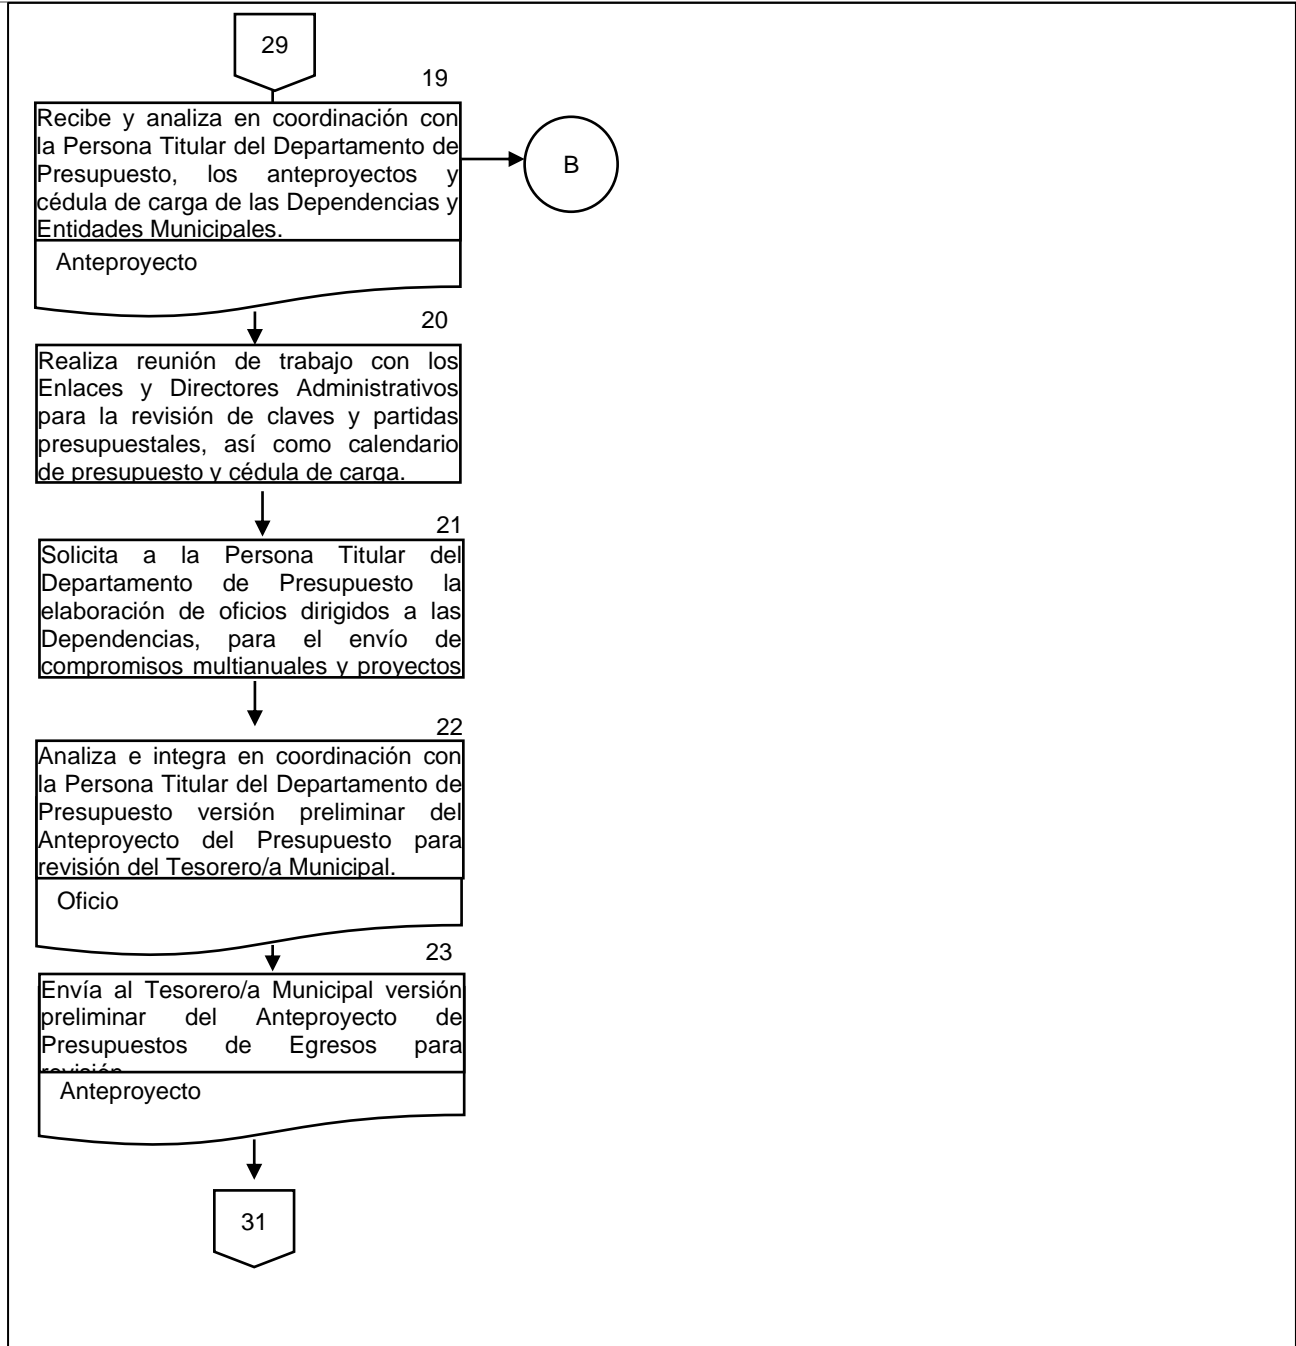 29
19
Recibe y analiza en coordinación con
la Persona Titular del Departamento de
Presupuesto, los anteproyectos y
cédula de carga de las Dependencias y
Entidades Municipales.
B
Anteproyecto
20
Realiza reunión de trabajo con los
Enlaces y Directores Administrativos
para la revisión de claves y partidas
presupuestales, así como calendario
de presupuesto y cédula de carga.
21
Solicita a la Persona Titular del
Departamento de Presupuesto la
elaboración de oficios dirigidos a las
Dependencias, para el envío de
compromisos multianuales y proyectos
22
Analiza e integra en coordinación con
la Persona Titular del Departamento de
Presupuesto versión preliminar del
Anteproyecto del Presupuesto para
revisión del Tesorero/a Municipal.
Oficio
23
Envía al Tesorero/a Municipal versión
preliminar del Anteproyecto de
Presupuestos de Egresos para
revisión
Anteproyecto
31